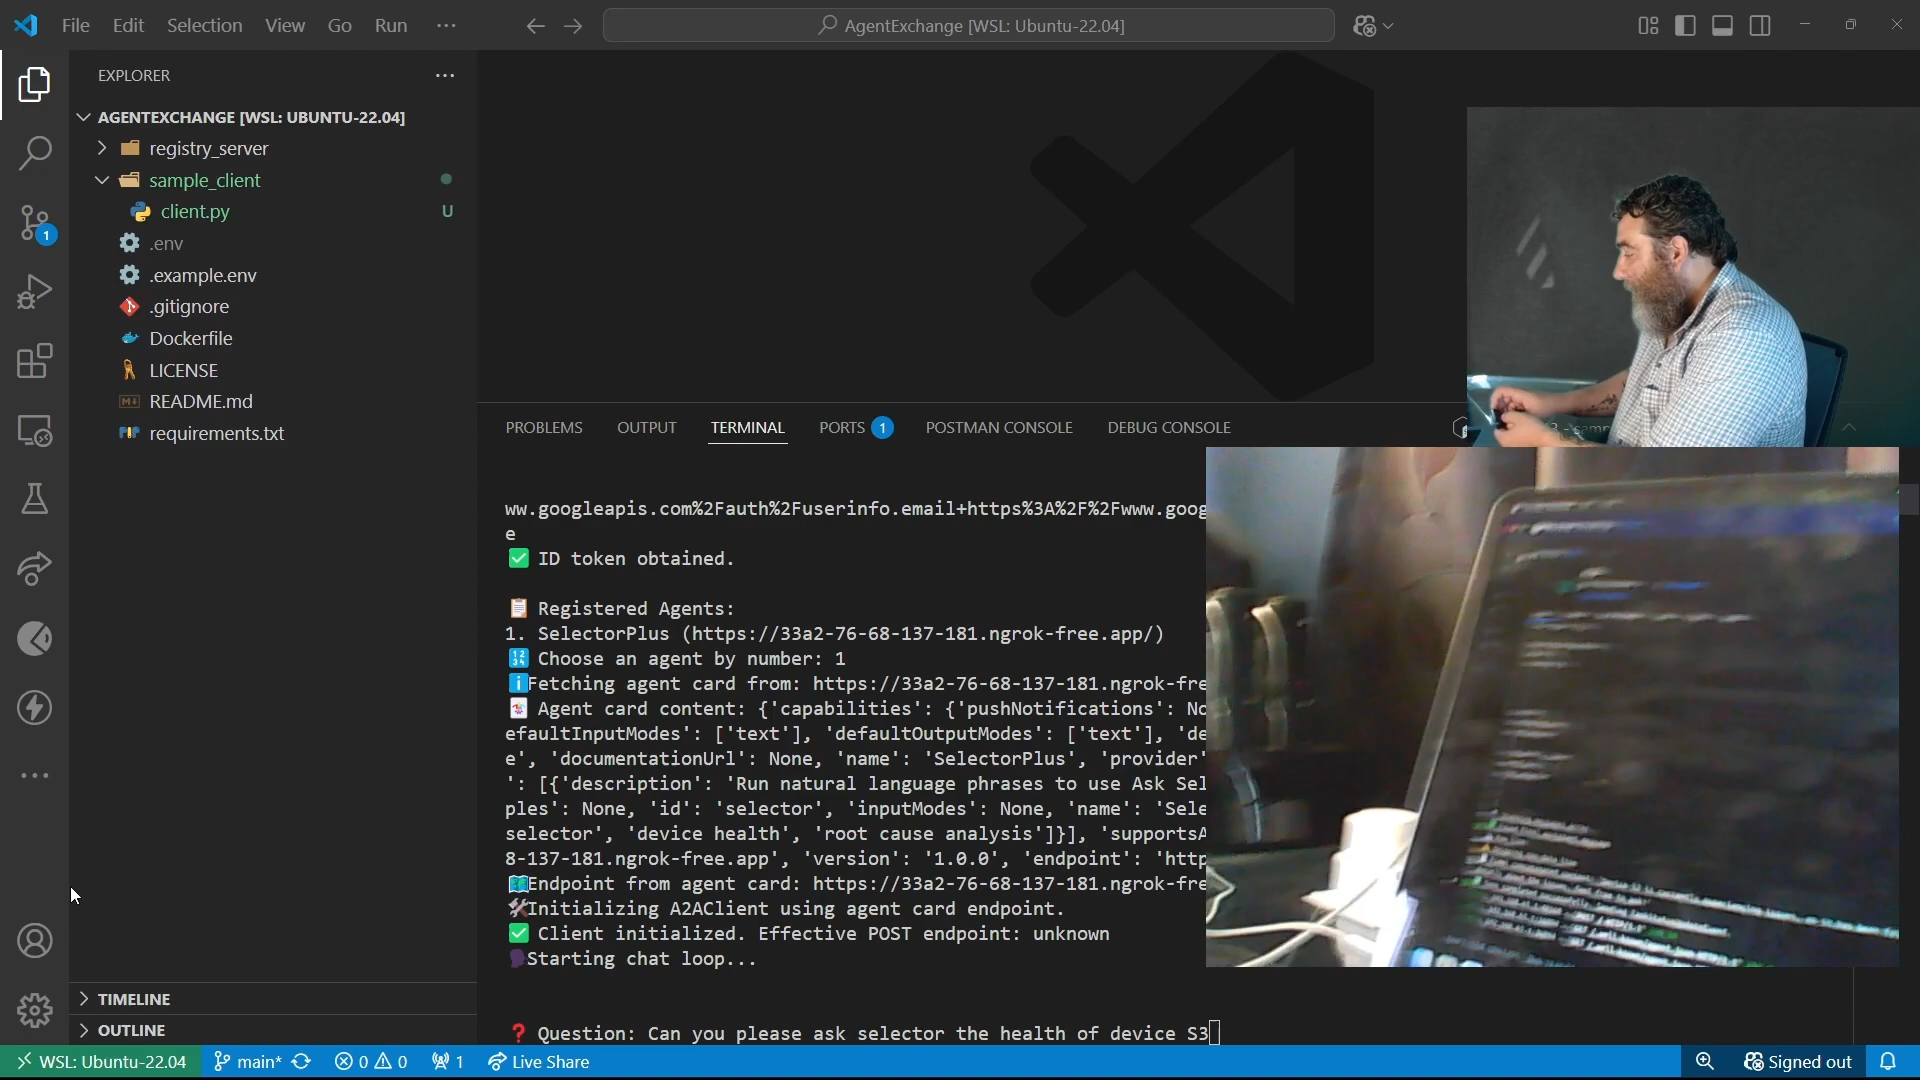 File Edit Selection View Go Run ···
AgentExchange [WSL: Ubuntu-22.04]
EXPLORER
AGENTEXCHANGE [WSL: UBUNTU-22.04]
registry_server
sample_client
client.py U
.env
.example.env
.gitignore
Dockerfile
LICENSE
README.md
requirements.txt
1
TIMELINE
OUTLINE
PROBLEMS OUTPUT TERMINAL PORTS 1 POSTMAN CONSOLE DEBUG CONSOLE
ww.googleapis.com%2Fauth%2Fuserinfo.email+https%3A%2F%2Fwww.goog
e
✅ ID token obtained.
📋 Registered Agents:
1. SelectorPlus (https://33a2-76-68-137-181.ngrok-free.app/)
🔢 Choose an agent by number: 1
ℹ️Fetching agent card from: https://33a2-76-68-137-181.ngrok-fre
🃏 Agent card content: {'capabilities': {'pushNotifications': No
efaultInputModes': ['text'], 'defaultOutputModes': ['text'], 'de
e', 'documentationUrl': None, 'name': 'SelectorPlus', 'provider'
': [{'description': 'Run natural language phrases to use Ask Sel
ples': None, 'id': 'selector', 'inputModes': None, 'name': 'Sele
selector', 'device health', 'root cause analysis']}], 'supportsA
8-137-181.ngrok-free.app', 'version': '1.0.0', 'endpoint': 'http
🗺️Endpoint from agent card: https://33a2-76-68-137-181.ngrok-fre
🛠️Initializing A2AClient using agent card endpoint.
✅ Client initialized. Effective POST endpoint: unknown
🗣️Starting chat loop...
❓ Question: Can you please ask selector the health of device S3
WSL: Ubuntu-22.04 main* 0 0 1 Live Share Signed out